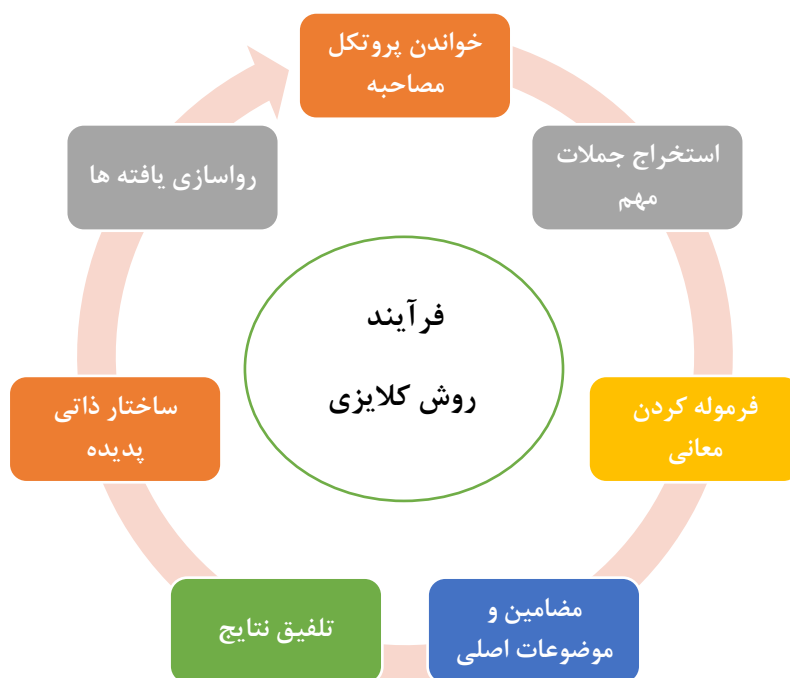 خواندن پروتکل
مصاحبه
استخراج جملات
مهم
فرموله کردن
معانی
مضامین و
موضوعات اصلی
تلفیق نتایج
ساختار ذاتی
پدیده
رواسازی یافته ها
فرآیند
روش کلایزی